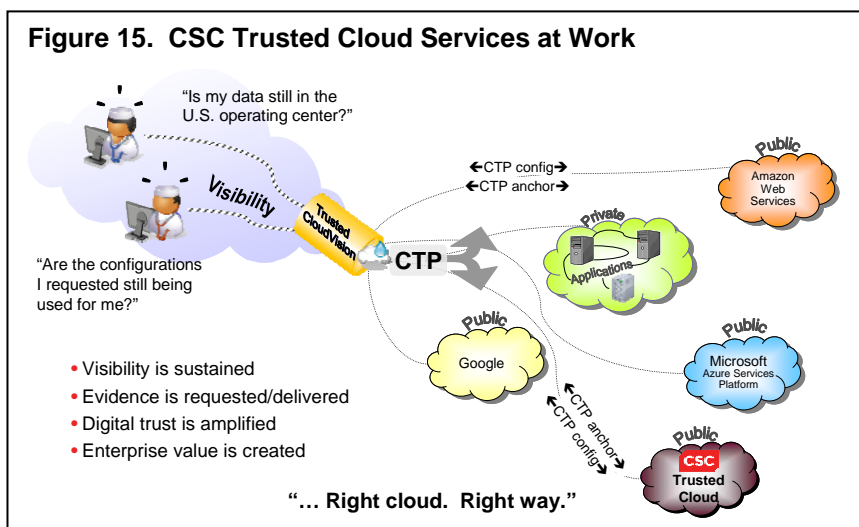 Figure 15. CSC Trusted Cloud Services at Work
“Is my data still in the
U.S. operating center?”
Visibility
Trusted
CloudVision
“Are the configurations
I requested still being
used for me?”
CTP
←CTP config→
←CTP anchor→
Public
Amazon
Web
Services
Private
Applications
Public
Google
Public
Microsoft
Azure Services
Platform
←CTP anchor→
←CTP config→
Public
CSC
Trusted
Cloud
• Visibility is sustained
• Evidence is requested/delivered
• Digital trust is amplified
• Enterprise value is created
“... Right cloud. Right way.”